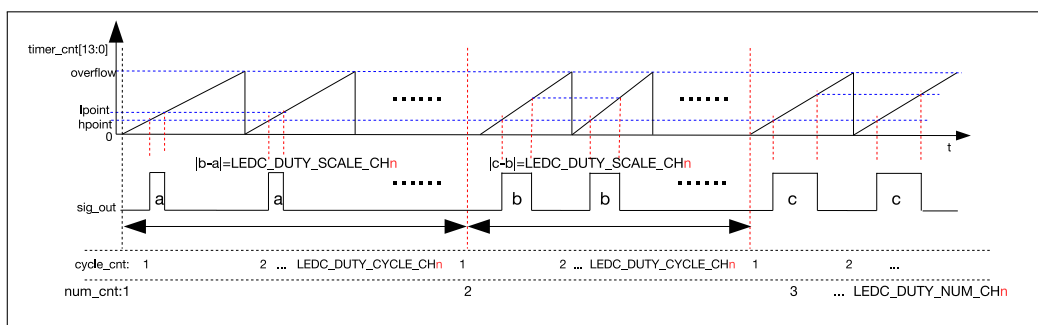 timer_cnt[13:0]
overflow
lpoint
hpoint
0
t
|b-a|=LEDC_DUTY_SCALE_CHn |c-b|=LEDC_DUTY_SCALE_CHn
sig_out a a b b c c
cycle_cnt: 1 2 ... LEDC_DUTY_CYCLE_CHn 1 2 ... LEDC_DUTY_CYCLE_CHn 1 2 ...
num_cnt:1 2 3 ... LEDC_DUTY_NUM_CHn